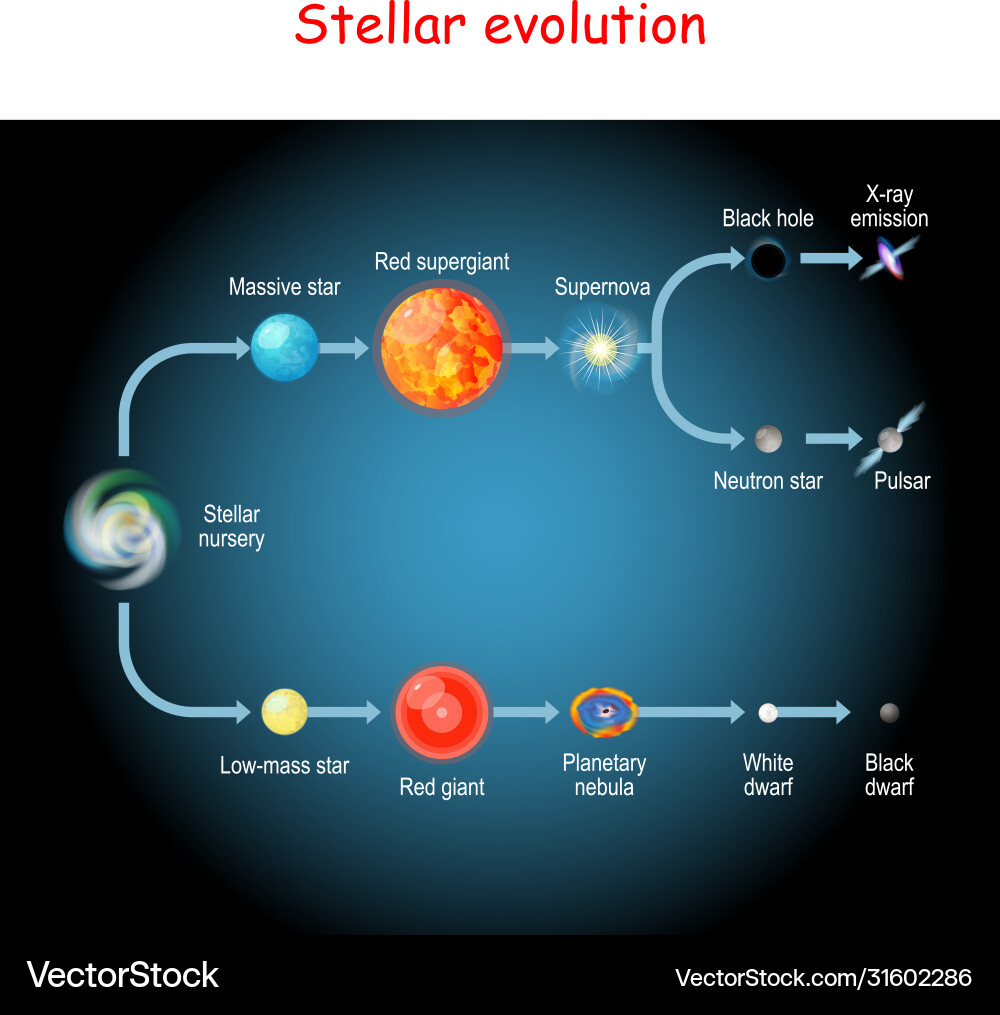 Stellar evolution
X-ray
emission
Black hole
Red supergiant
Massive star
Supernova
Neutron star
Pulsar
Stellar
nursery
Low-mass star
Red giant
Planetary
nebula
White
dwarf
Black
dwarf
VectorStock
VectorStock.com/31602286